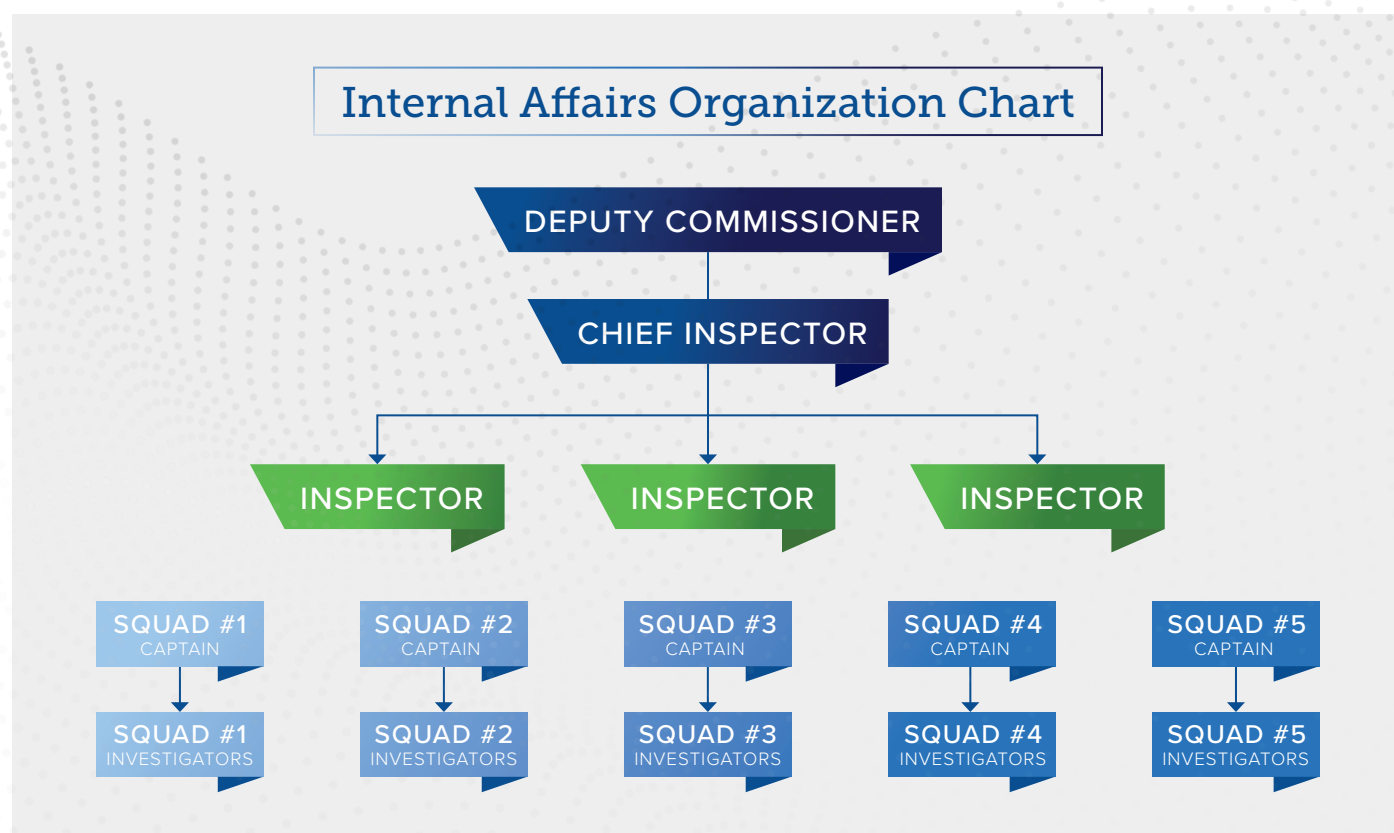 Internal Affairs Organization Chart
DEPUTY COMMISSIONER
CHIEF INSPECTOR
INSPECTOR
INSPECTOR
INSPECTOR
SQUAD #1
CAPTAIN
SQUAD #2
CAPTAIN
SQUAD #3
CAPTAIN
SQUAD #4
CAPTAIN
SQUAD #5
CAPTAIN
SQUAD #1
INVESTIGATORS
SQUAD #2
INVESTIGATORS
SQUAD #3
INVESTIGATORS
SQUAD #4
INVESTIGATORS
SQUAD #5
INVESTIGATORS